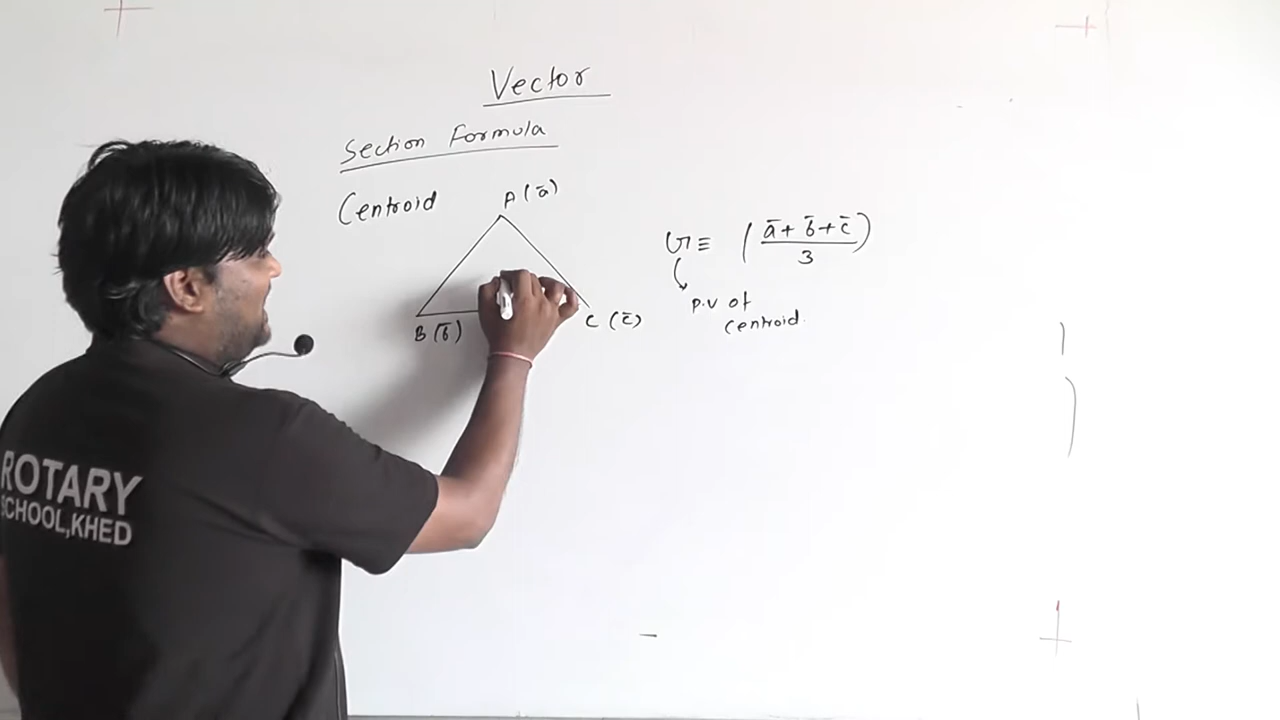 Vector
Section Formula
Centroid
A (a̅)
B (b̅)
C (c̅)
G ≡ (a̅ + b̅ + c̅ / 3)
p.v of
centroid.
ROTARY
SCHOOL,KHED